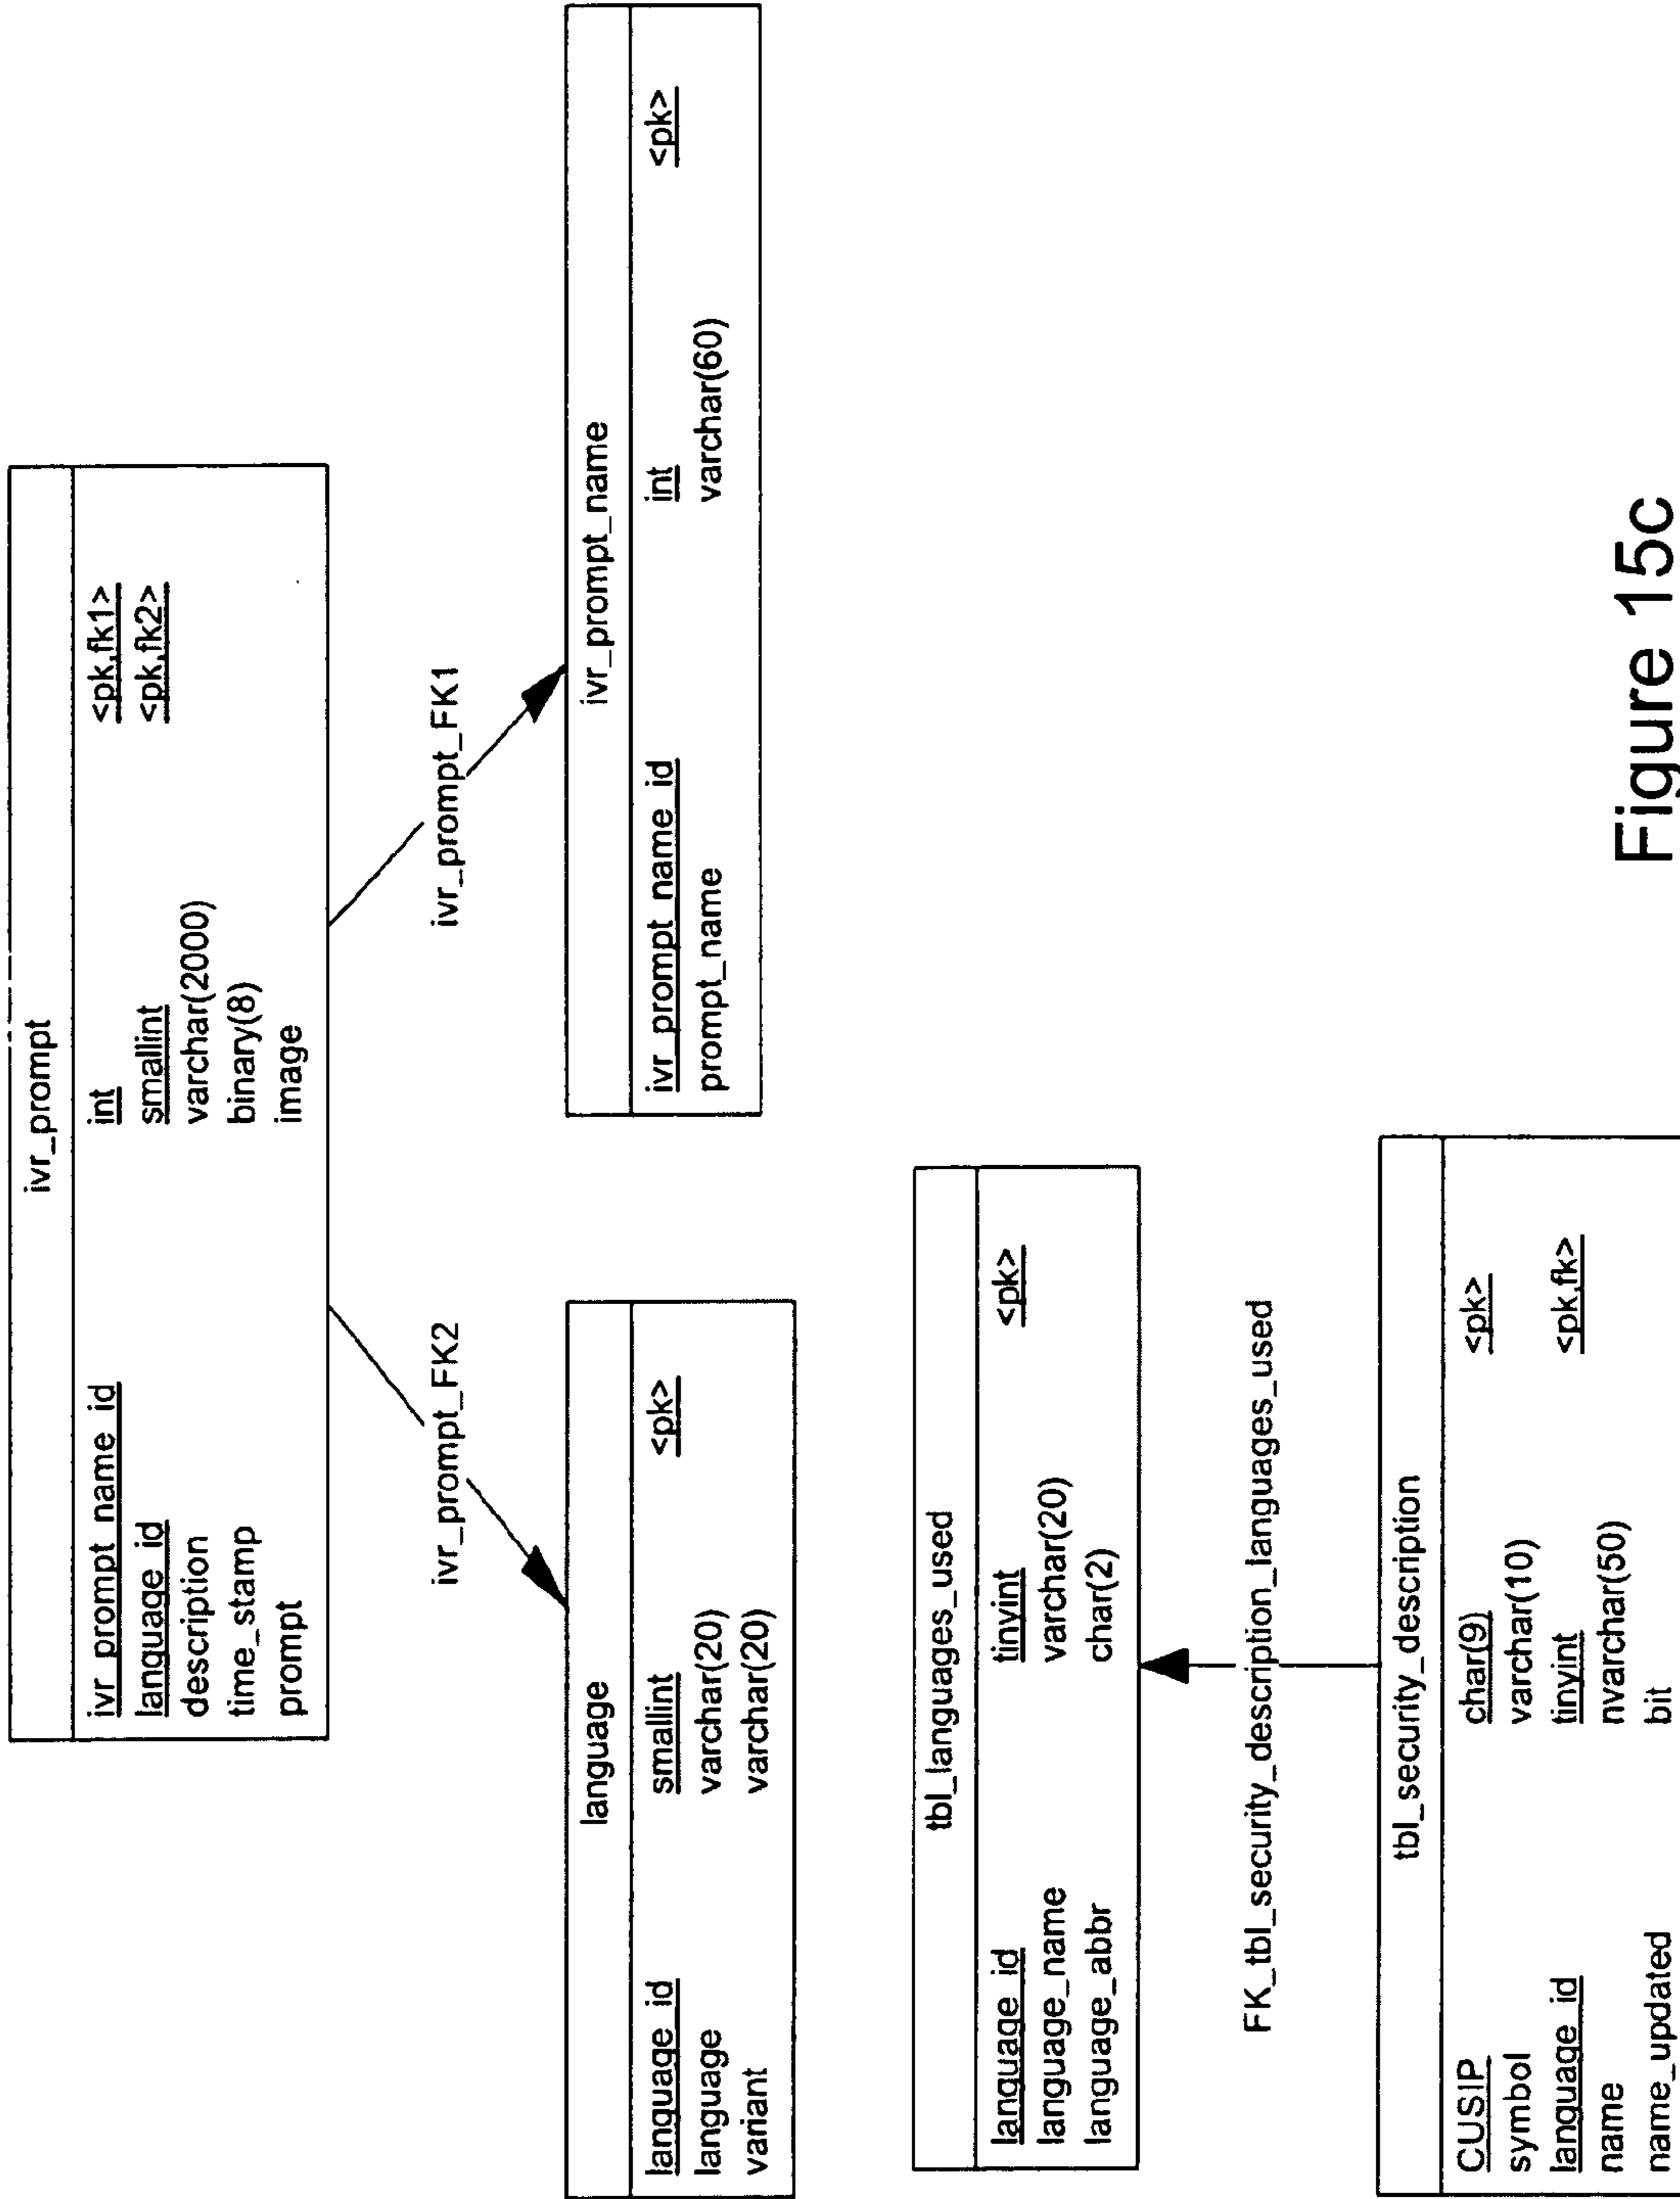 ivr_prompt
ivr_prompt_name_id int <pk,fk1>
language_id smallint <pk,fk2>
description varchar(2000)
time_stamp binary(8)
prompt image
ivr_prompt_FK2
ivr_prompt_FK1
language
language_id smallint <pk>
language varchar(20)
variant varchar(20)
ivr_prompt_name
ivr_prompt_name_id int <pk>
prompt_name varchar(60)
tbl_languages_used
language_id tinyint <pk>
language_name varchar(20)
language_abbr char(2)
FK_tbl_security_description_languages_used
tbl_security_description
CUSIP char(9) <pk>
symbol varchar(10)
language_id tinyint <pk,fk>
name nvarchar(50)
name_updated bit
Figure 15c